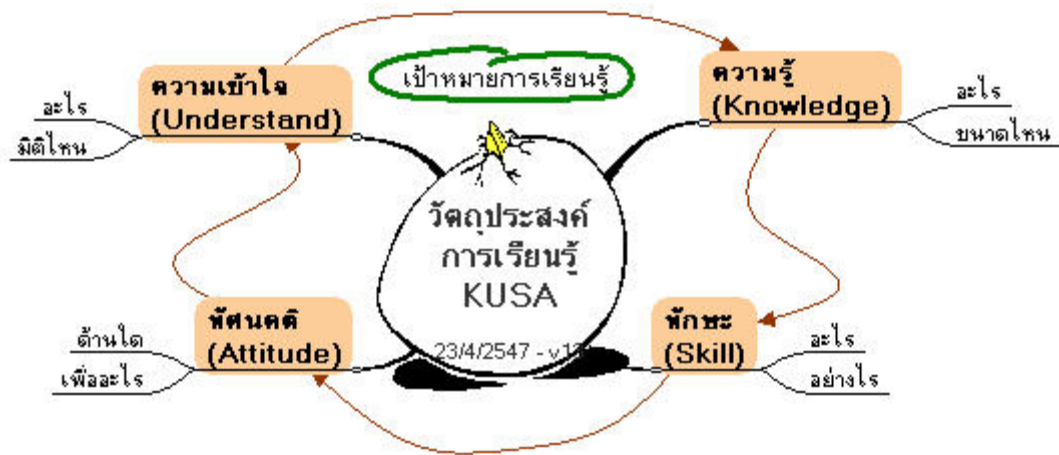 เป้าหมายการเรียนรู้
ความเข้าใจ
(Understand)
อะไร
มิติไหน
ความรู้
(Knowledge)
อะไร
ขนาดไหน
วัตถุประสงค์
การเรียนรู้
KUSA
23/4/2547 - v1
ทัศนคติ
(Attitude)
ด้านใด
เพื่ออะไร
ทักษะ
(Skill)
อะไร
อย่างไร